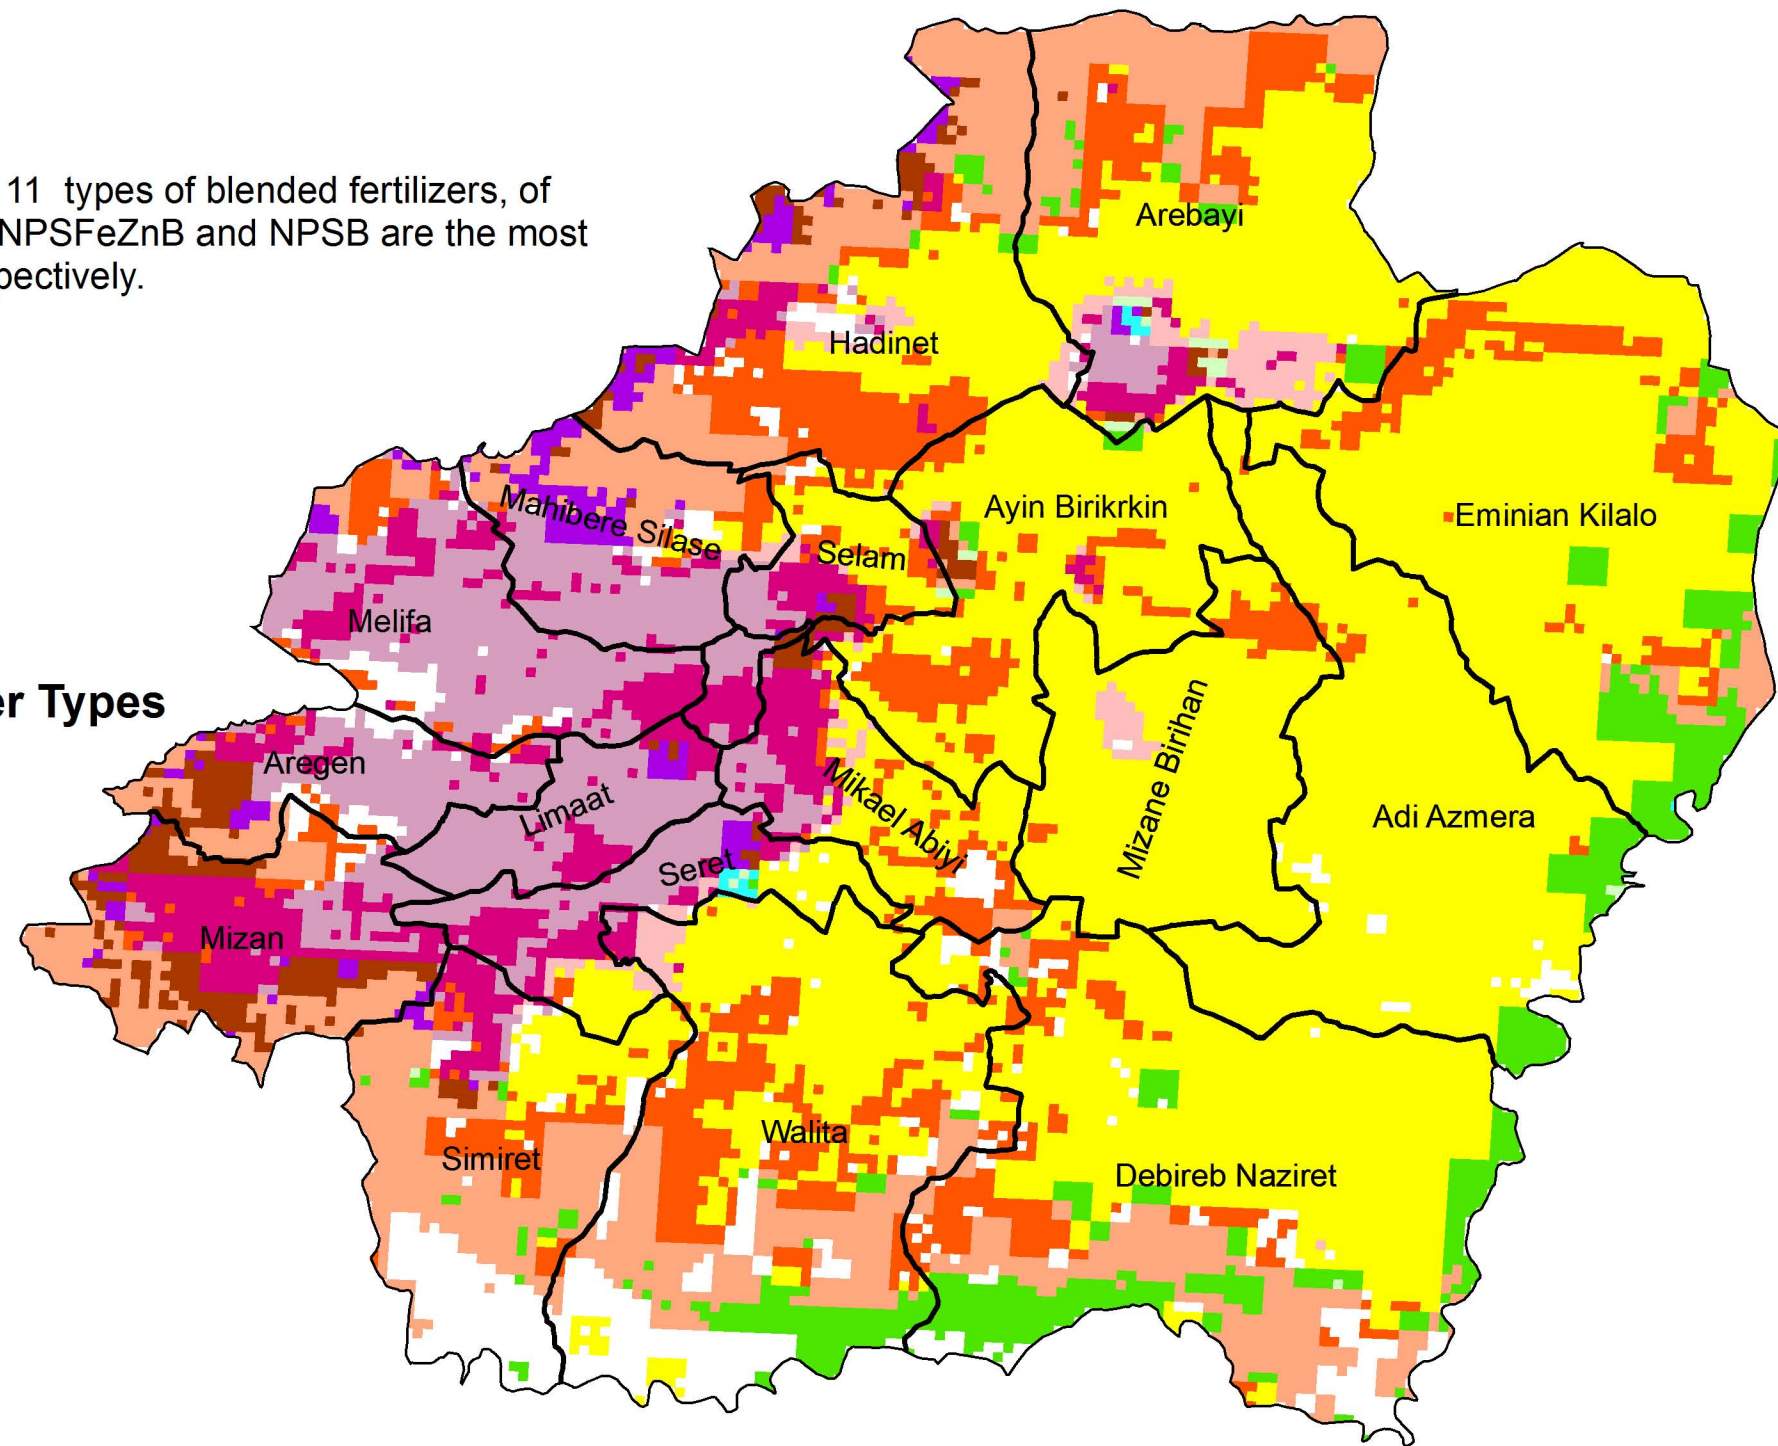 11 types of blended fertilizers, of
NPSFeZnB and NPSB are the most
pectively.
er Types
Arebayi
Hadinet
Ayin Birikrkin
Eminian Kilalo
Mahibere Silase
Selam
Melifa
Aregen
Limaat
Mikael Abiyi
Mizane Birihan
Adi Azmera
Seret
Mizan
Walita
Simiret
Debireb Naziret